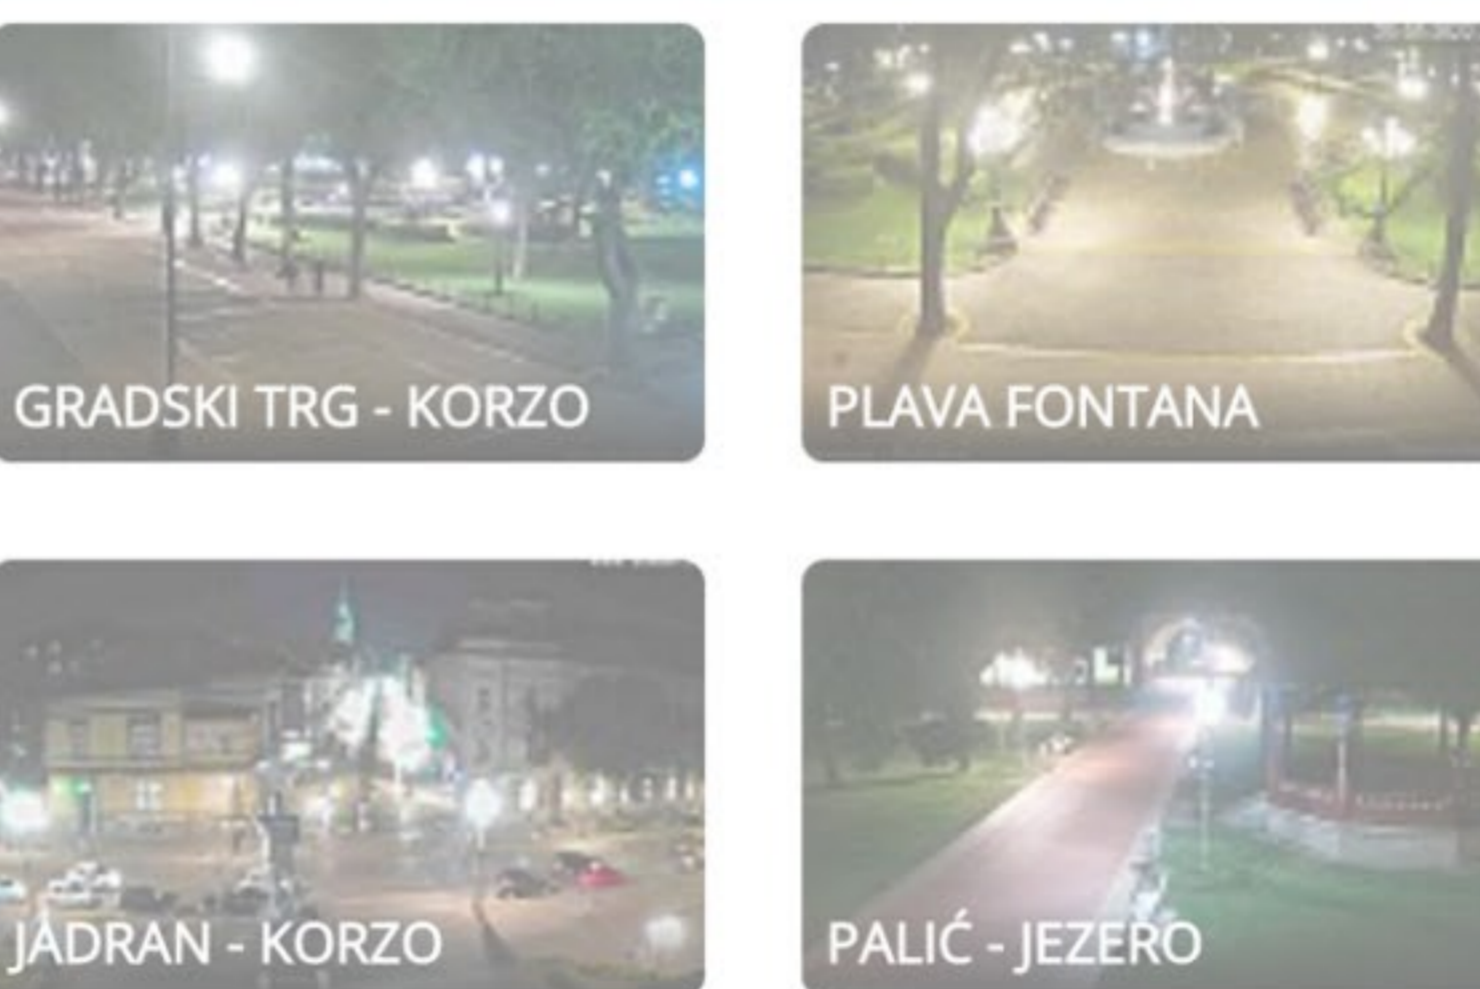 GRADSKI TRG - KORZO
PLAVA FONTANA
JADRAN - KORZO
PALIĆ - JEZERO